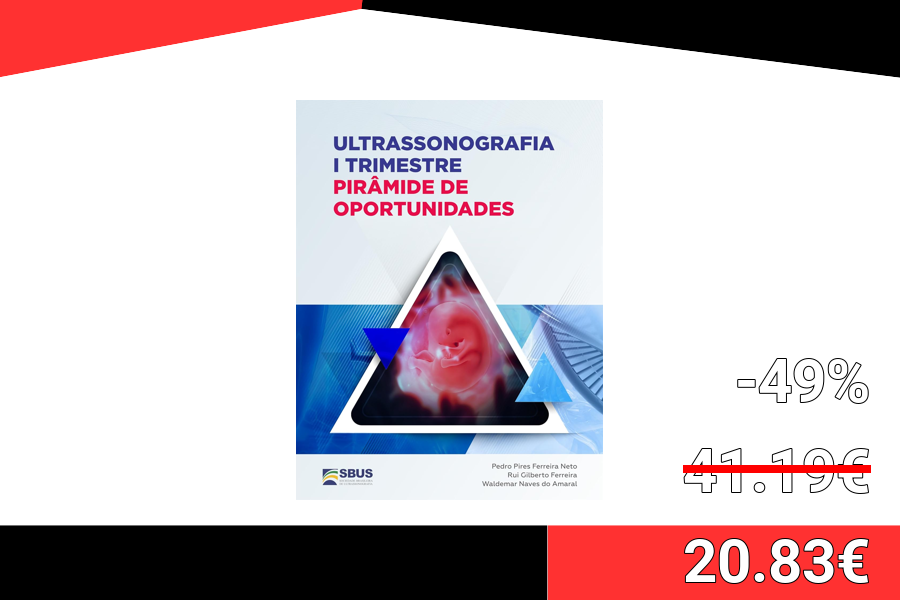 ULTRASSONOGRAFIA
I TRIMESTRE
PIRÂMIDE DE
OPORTUNIDADES
-49%
41.19€
SBUS
Pedro Pires Ferreira Neto
Rui Gilberto Ferreira
Waldemar Naves do Amaral
20.83€